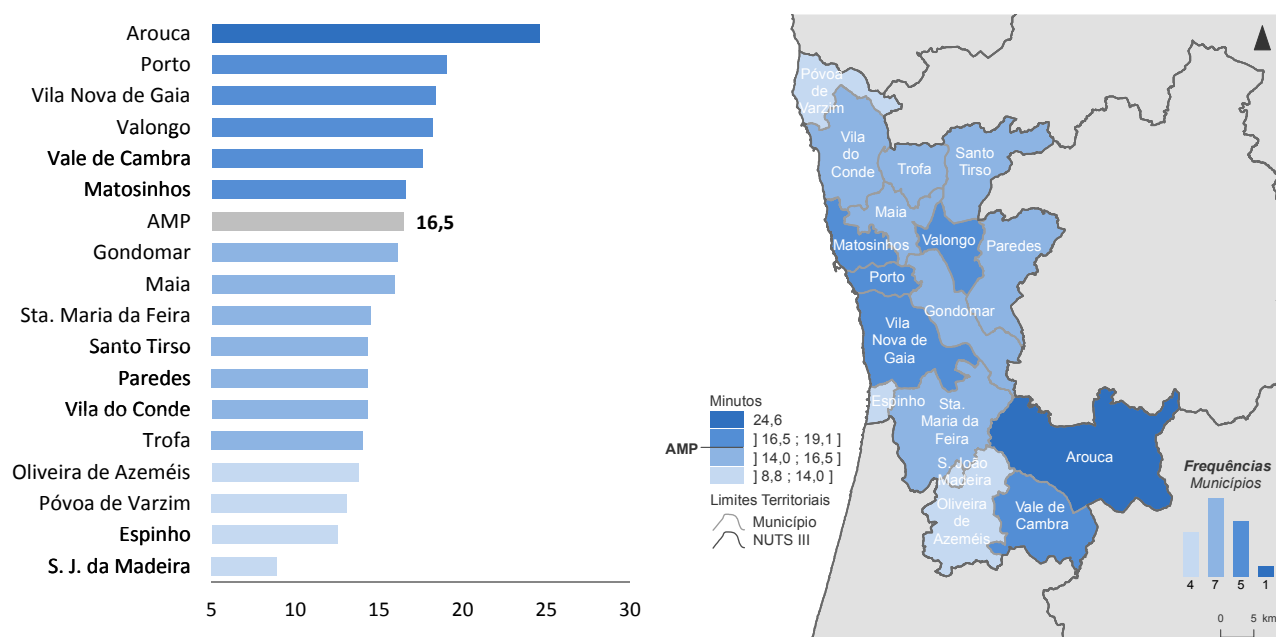 Arouca
Porto
Vila Nova de Gaia
Valongo
Vale de Cambra
Matosinhos
AMP
16,5
Gondomar
Maia
Sta. Maria da Feira
Santo Tirso
Paredes
Vila do Conde
Trofa
Oliveira de Azeméis
Póvoa de Varzim
Espinho
S. J. da Madeira
5 10 15 20 25 30
Póvoa
de
Varzim
Vila
do
Conde
Trofa
Santo
Tirso
Maia
Matosinhos
Valongo
Paredes
Porto
Gondomar
Vila
Nova de
Gaia
Espinho
Sta.
Maria da
Feira
Arouca
S. João
Madeira
Oliveira
de
Azeméis
Vale de
Cambra
Minutos
24,6
] 16,5 ; 19,1 ]
AMP
] 14,0 ; 16,5 ]
] 8,8 ; 14,0 ]
Limites Territoriais
Município
NUTS III
Frequências
Municípios
4 7 5 1
0 5 km